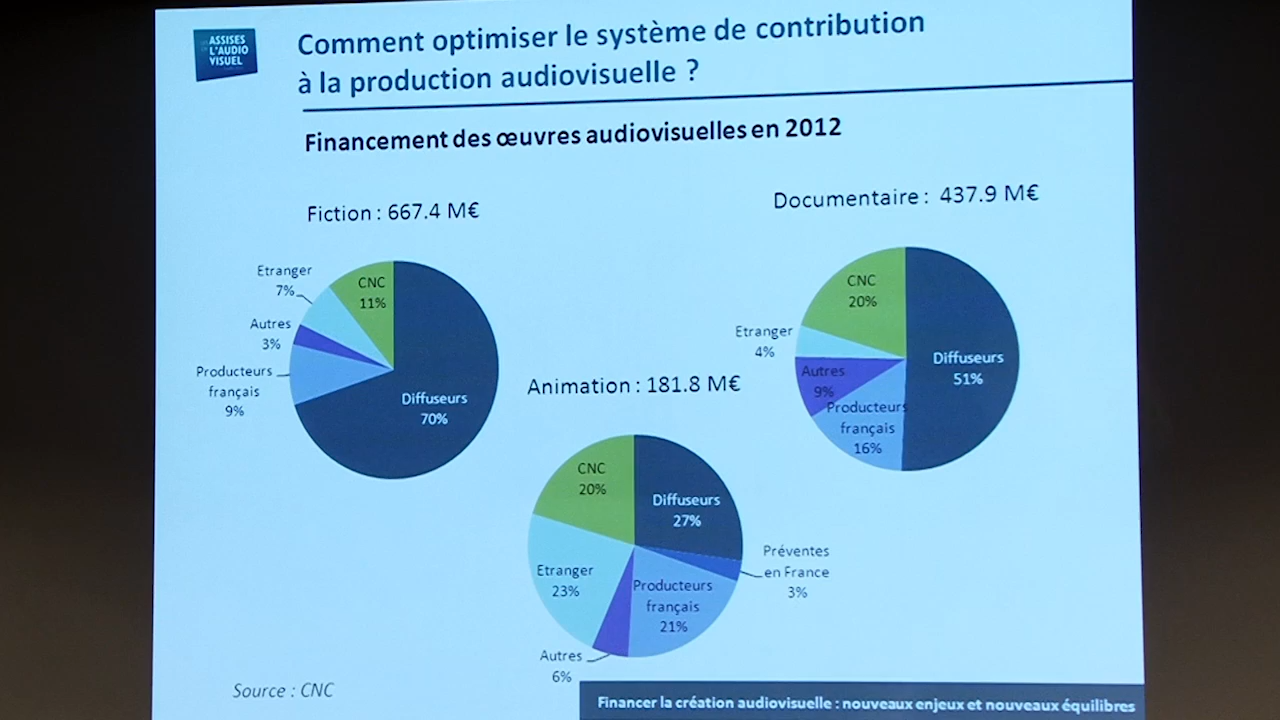 ASSISES
L'AUDIO
VISUEL
Comment optimiser le système de contribution
à la production audiovisuelle ?
Financement des œuvres audiovisuelles en 2012
Fiction : 667.4 M€
Etranger
7%
CNC
11%
Autres
3%
Producteurs
français
9%
Diffuseurs
70%
Documentaire : 437.9 M€
CNC
20%
Etranger
4%
Autres
9%
Producteurs
français
16%
Diffuseurs
51%
Animation : 181.8 M€
CNC
20%
Diffuseurs
27%
Etranger
23%
Producteurs
français
21%
Préventes
en France
3%
Autres
6%
Source : CNC
Financer la création audiovisuelle : nouveaux enjeux et nouveaux équilibres